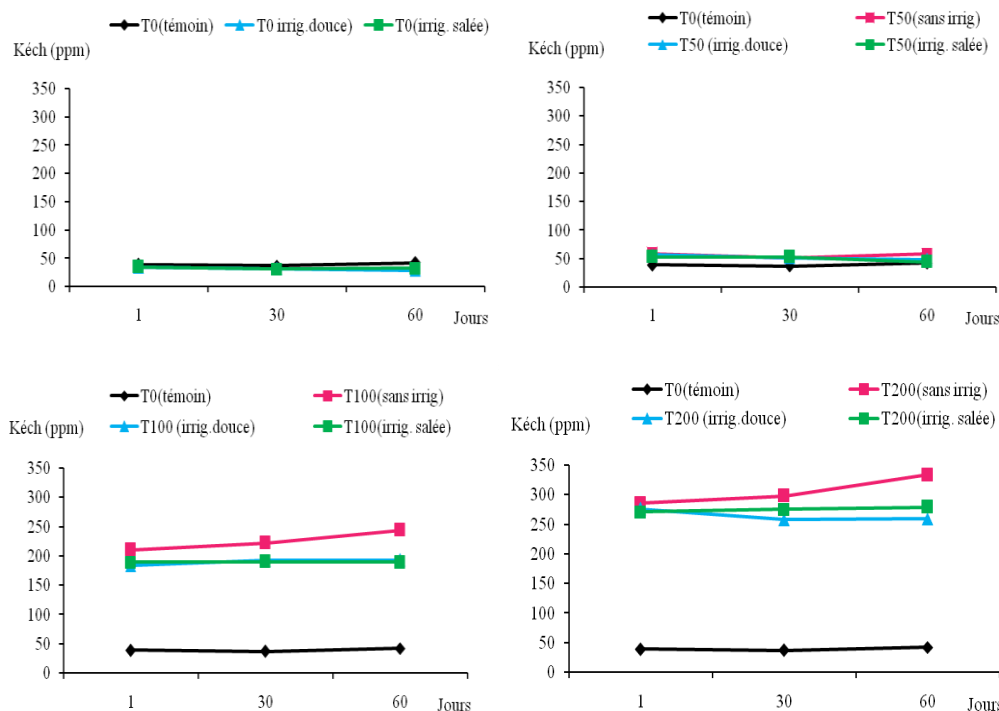 T0(témoin) T0 irrig.douce) T0(irrig. salée)
Kéch (ppm)
350
300
250
200
150
100
50
0
1 30 60 Jours
T0(témoin) T50(sans irrig)
T50 (irrig.douce) T50(irrig. salée)
Kéch (ppm)
350
300
250
200
150
100
50
0
1 30 60 Jours
T0(témoin) T100(sans irrig)
T100 (irrig.douce) T100(irrig. salée)
Kéch (ppm)
350
300
250
200
150
100
50
0
1 30 60 Jours
T0(témoin) T200(sans irrig)
T200 (irrig.douce) T200(irrig. salée)
Kéch (ppm)
350
300
250
200
150
100
50
0
1 30 60 Jours